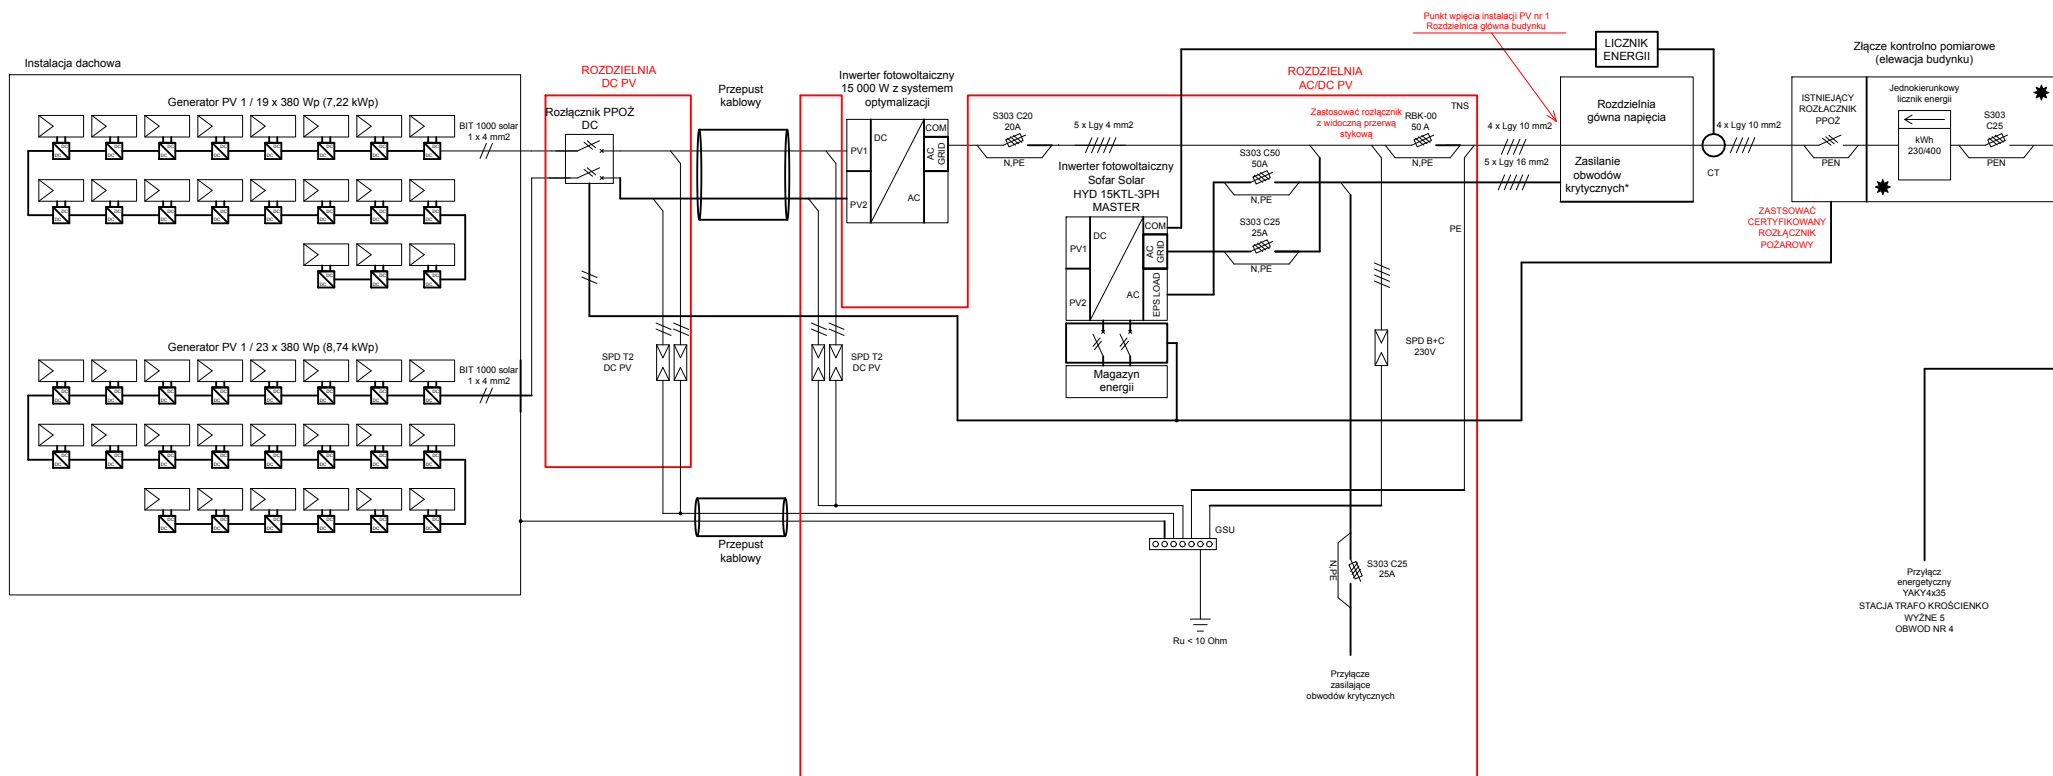 Instalacja dachowa
Generator PV 1 / 19 x 380 Wp (7,22 kWp)
BIT 1000 solar
1 x 4 mm2
Generator PV 1 / 23 x 380 Wp (8,74 kWp)
BIT 1000 solar
1 x 4 mm2
ROZDZIELNIA
DC PV
Rozłącznik PPOŻ
DC
SPD T2
DC PV
Przepust
kablowy
Przepust
kablowy
SPD T2
DC PV
Inwerter fotowoltaiczny
15 000 W z systemem
optymalizacji
PV1
PV2
DC
AC
COM
AC
GRID
ROZDZIELNIA
AC/DC PV
S303 C20
20A
N,PE
5 x Lgy 4 mm2
Inwerter fotowoltaiczny
Sofar Solar
HYD 15KTL-3PH
MASTER
PV1
PV2
DC
AC
COM
AC
GRID
EPS LOAD
Magazyn
energii
S303 C50
50A
N,PE
S303 C25
25A
N,PE
Zastosować rozłącznik
z widoczną przerwą
stykową
RBK-00
50 A
N,PE
TNS
PE
SPD B+C
230V
GSU
Ru < 10 Ohm
N,PE
S303 C25
25A
Przyłącze
zasilające
obwodów krytycznych
Punkt wpięcia instalacji PV nr 1
Rozdzielnica główna budynku
4 x Lgy 10 mm2
5 x Lgy 16 mm2
LICZNIK
ENERGII
Rozdzielnia
gówna napięcia
Zasilanie
obwodów
krytycznych*
CT
4 x Lgy 10 mm2
Złącze kontrolno pomiarowe
(elewacja budynku)
ISTNIEJĄCY
ROZŁACZNIK
PPOŻ
PEN
ZASTSOWAĆ
CERTYFIKOWANY
ROZŁĄCZNIK
POŻAROWY
Jednokierunkowy
licznik energii
kWh
230/400
S303
C25
PEN
Przyłącz
energetyczny
YAKY4x35
STACJA TRAFO KROŚCIENKO
WYŻNE 5
OBWOD NR 4